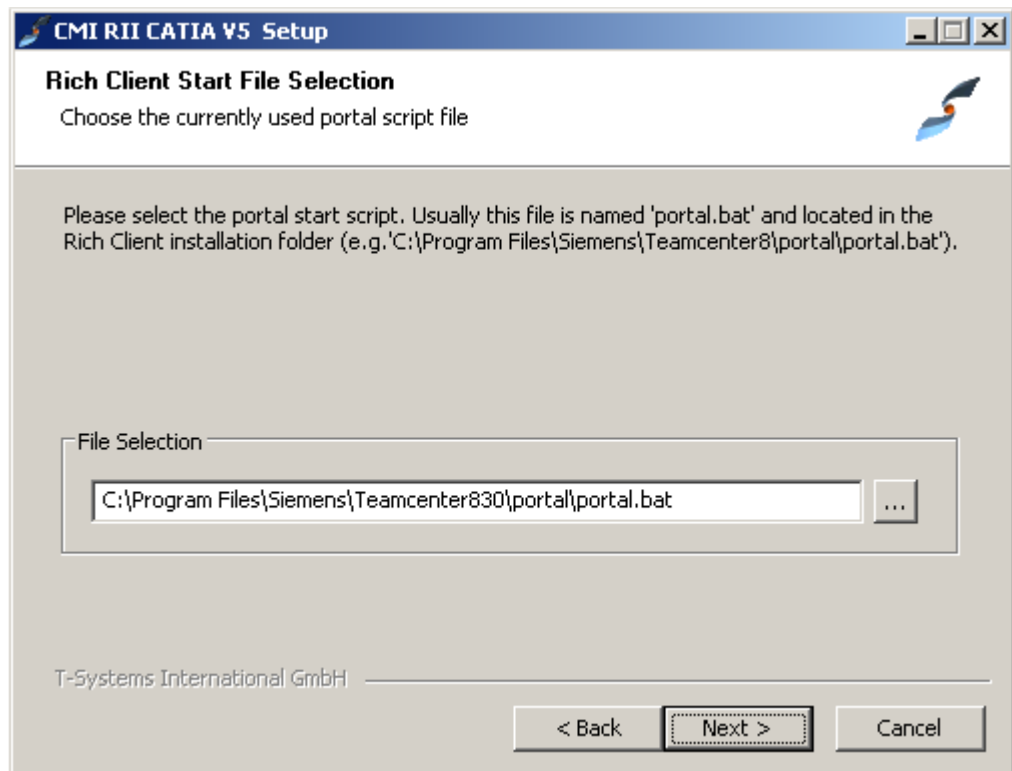 CMI RII CATIA V5 Setup
Rich Client Start File Selection
Choose the currently used portal script file
Please select the portal start script. Usually this file is named 'portal.bat' and located in the
Rich Client installation folder (e.g.'C:\Program Files\Siemens\Teamcenter8\portal\portal.bat').
File Selection
C:\Program Files\Siemens\Teamcenter830\portal\portal.bat
...
T-Systems International GmbH
< Back
Next >
Cancel